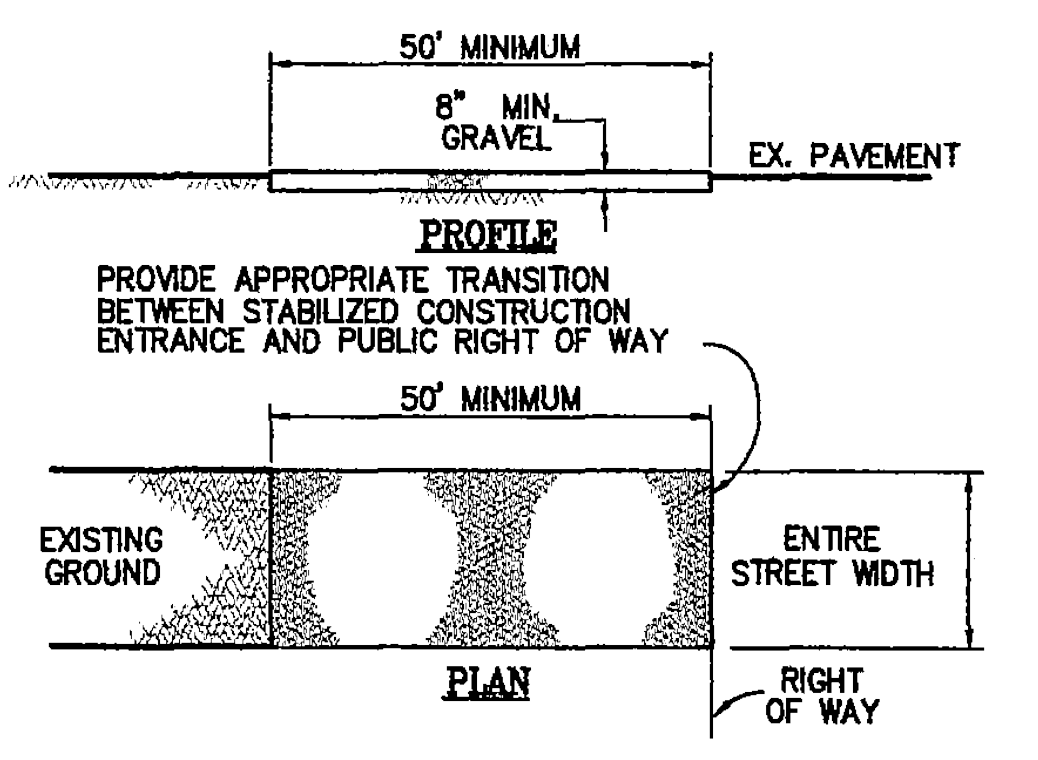 50' MINIMUM
8" MIN.
GRAVEL
EX. PAVEMENT
PROFILE
PROVIDE APPROPRIATE TRANSITION
BETWEEN STABILIZED CONSTRUCTION
ENTRANCE AND PUBLIC RIGHT OF WAY
50' MINIMUM
EXISTING
GROUND
ENTIRE
STREET WIDTH
PLAN
RIGHT
OF WAY